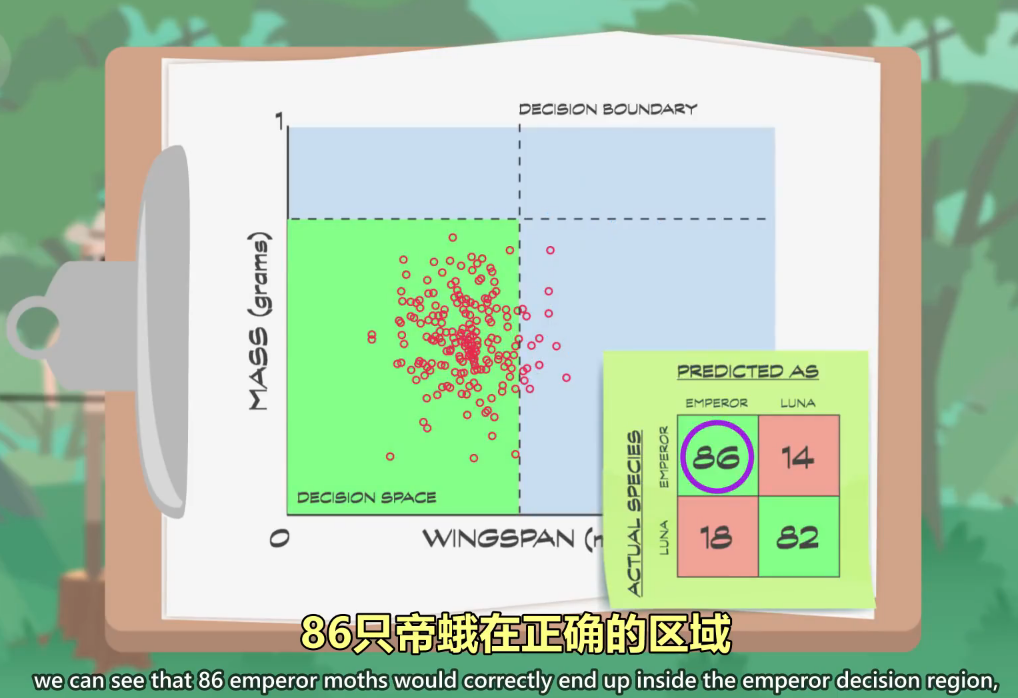 DECISION BOUNDARY
1
MASS (grams)
DECISION SPACE
0
WINGSPAN
PREDICTED AS
EMPEROR LUNA
ACTUAL SPECIES
EMPEROR
86 14
LUNA
18 82
86只帝蛾在正确的区域
we can see that 86 emperor moths would correctly end up inside the emperor decision region,